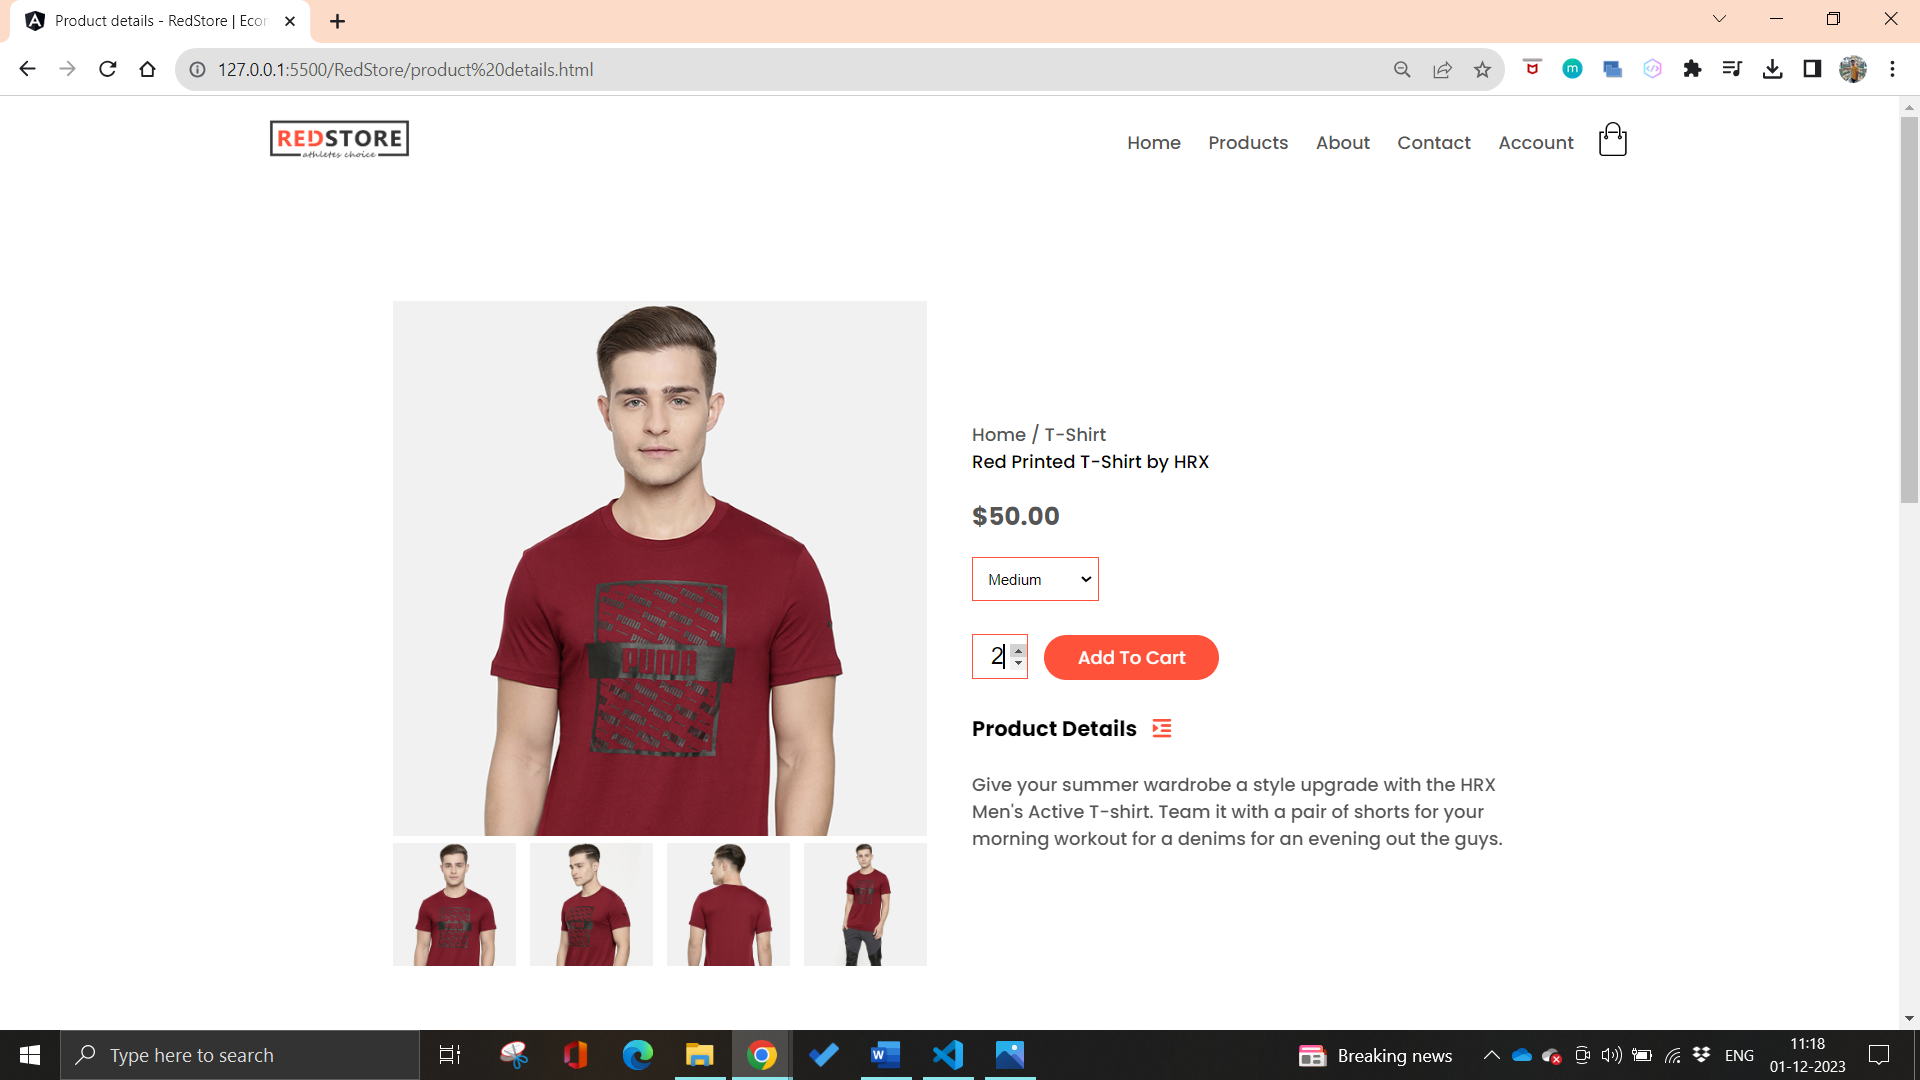 Product details - RedStore | Ecor
127.0.0.1:5500/RedStore/product%20details.html
m
REDSTORE
athletes choice
Home Products About Contact Account
Home / T-Shirt
Red Printed T-Shirt by HRX
$50.00
Medium
2 Add To Cart
PUMA
Product Details
Give your summer wardrobe a style upgrade with the HRX
Men's Active T-shirt. Team it with a pair of shorts for your
morning workout for a denims for an evening out the guys.
Type here to search
Breaking news
ENG
11:18
01-12-2023